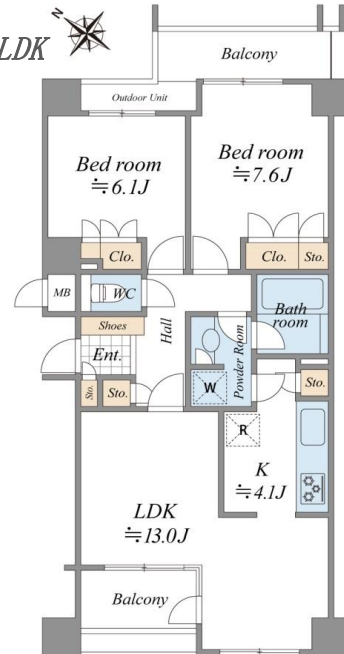 N
LDK
Balcony
Outdoor Unit
Bed room
≒6.1J
Bed room
≒7.6J
Clo.
Clo.
Sto.
MB
WC
Bath
room
Shoes
Hall
Ent.
Powder Room
Sto.
Sto.
W
Sto.
R
K
≒4.1J
LDK
≒13.0J
Balcony